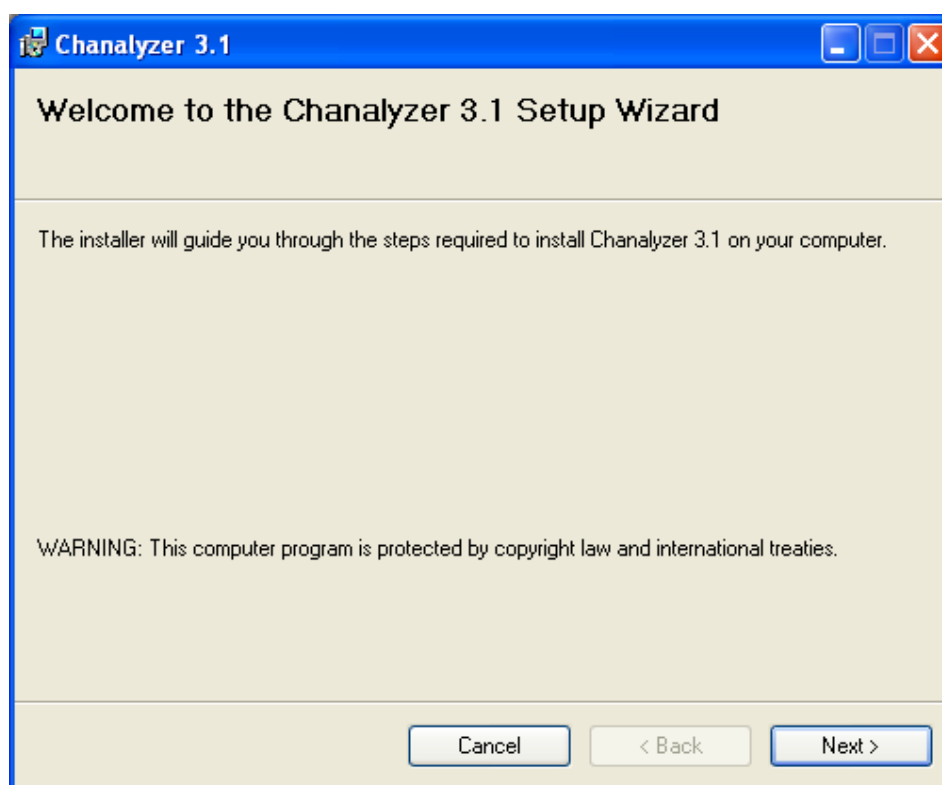 Chanalyzer 3.1
Welcome to the Chanalyzer 3.1 Setup Wizard
The installer will guide you through the steps required to install Chanalyzer 3.1 on your computer.
WARNING: This computer program is protected by copyright law and international treaties.
Cancel < Back Next >